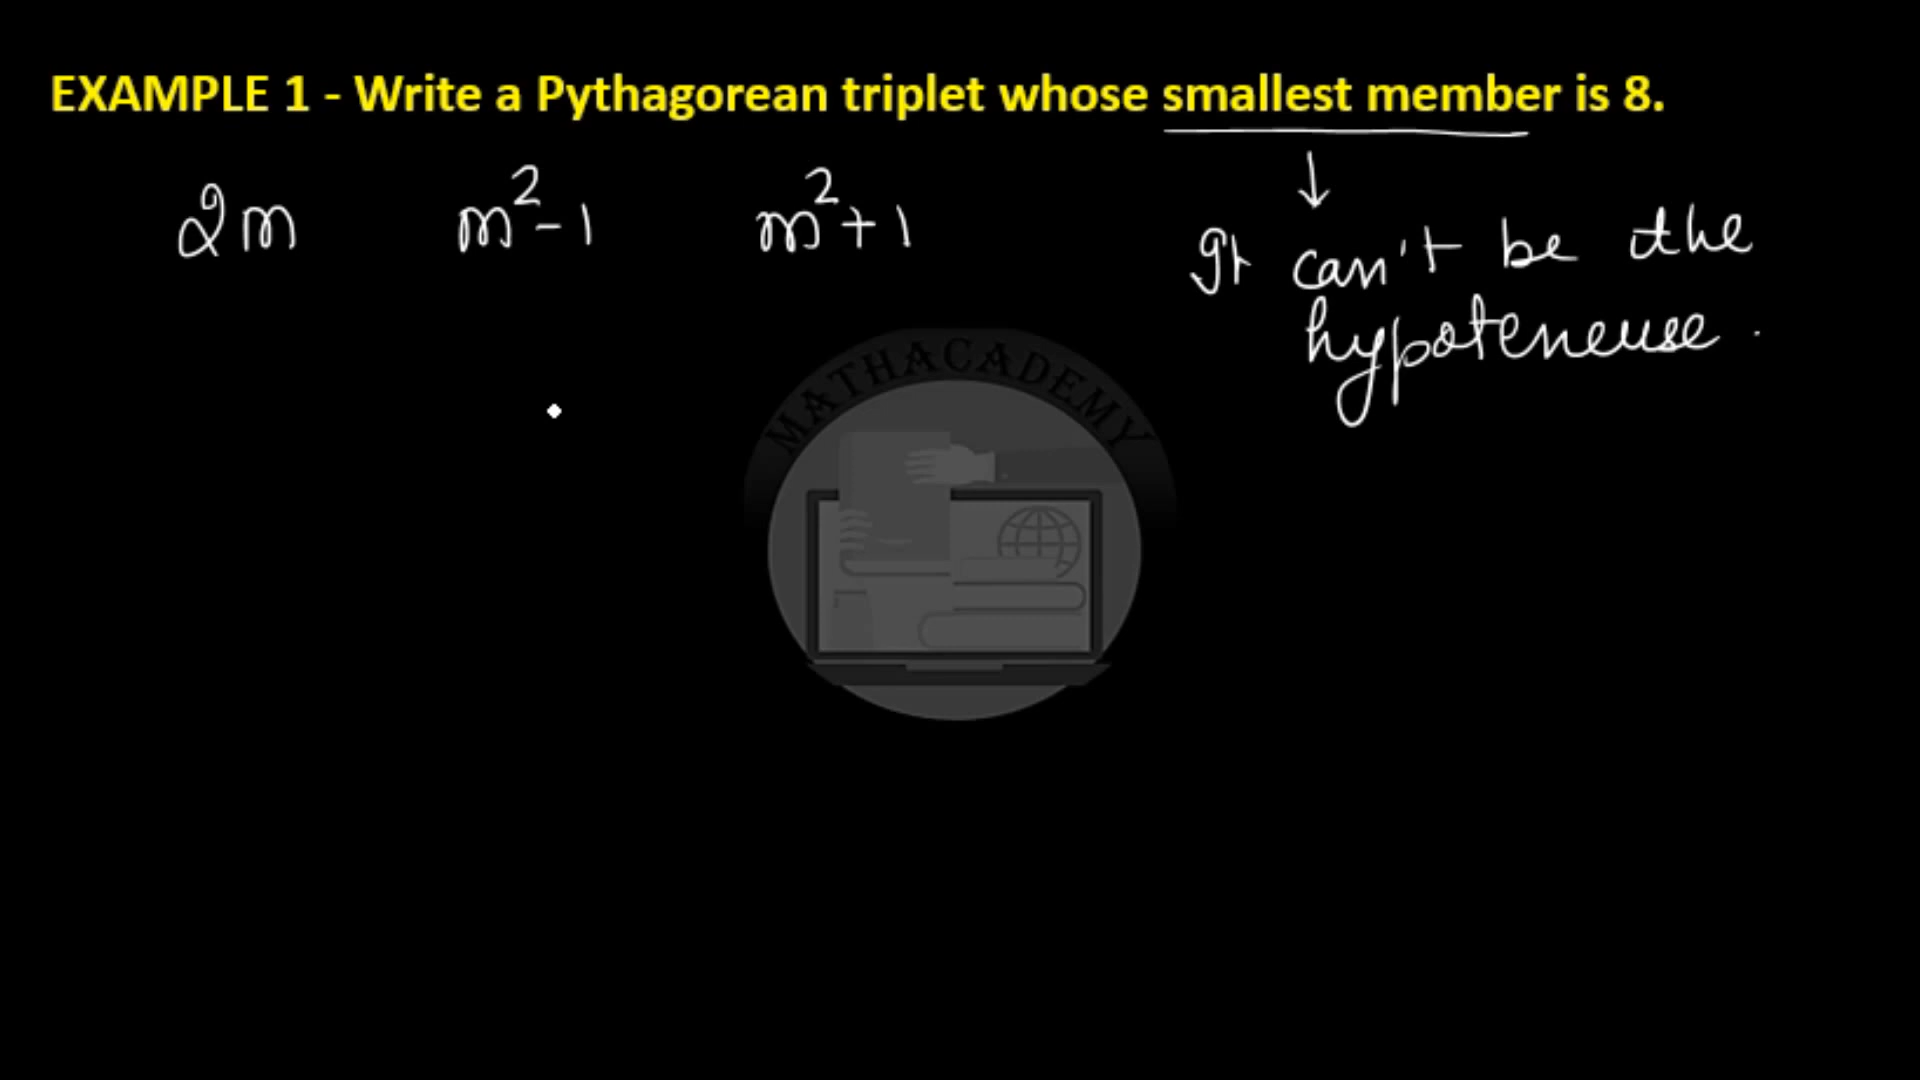 EXAMPLE 1 - Write a Pythagorean triplet whose smallest member is 8.
2m m²-1 m²+1
↓
It can't be the
hypoteneuse.
MATHACADEMY